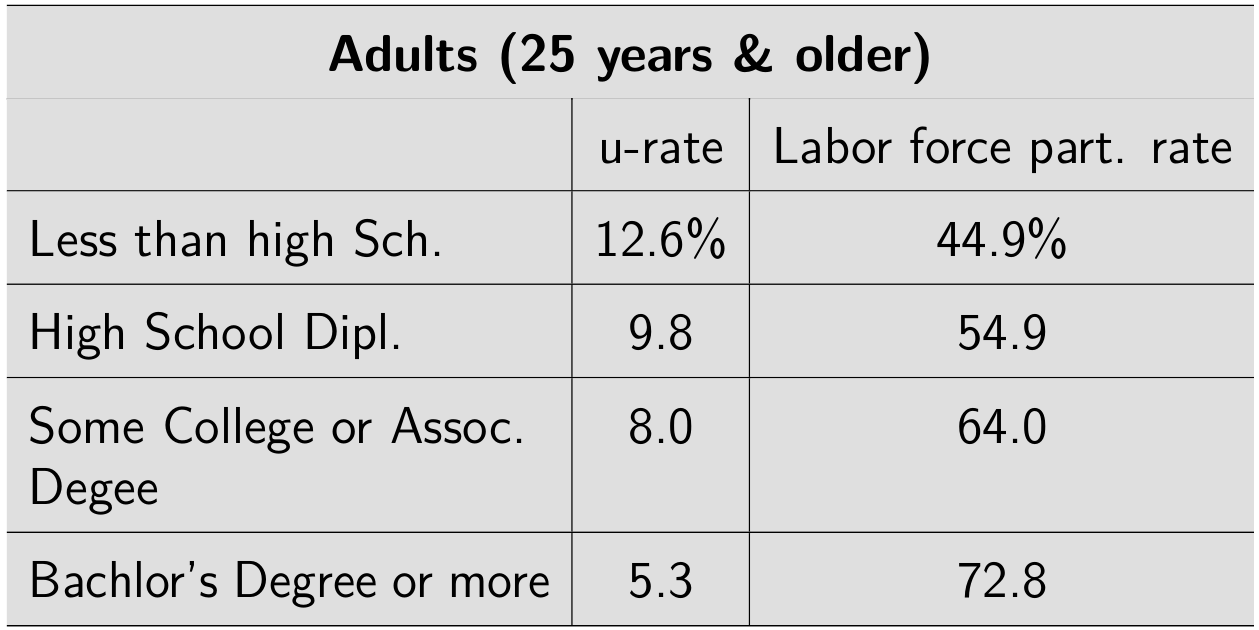 Adults (25 years & older)
u-rate Labor force part. rate
Less than high Sch. 12.6% 44.9%
High School Dipl. 9.8 54.9
Some College or Assoc. 8.0 64.0
Degee
Bachlor's Degree or more 5.3 72.8